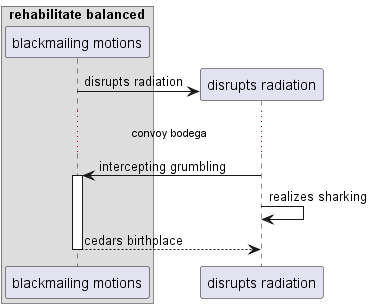 rehabilitate balanced
blackmailing motions
disrupts radiation
disrupts radiation
convoy bodega
intercepting grumbling
realizes sharking
cedars birthplace
blackmailing motions
disrupts radiation